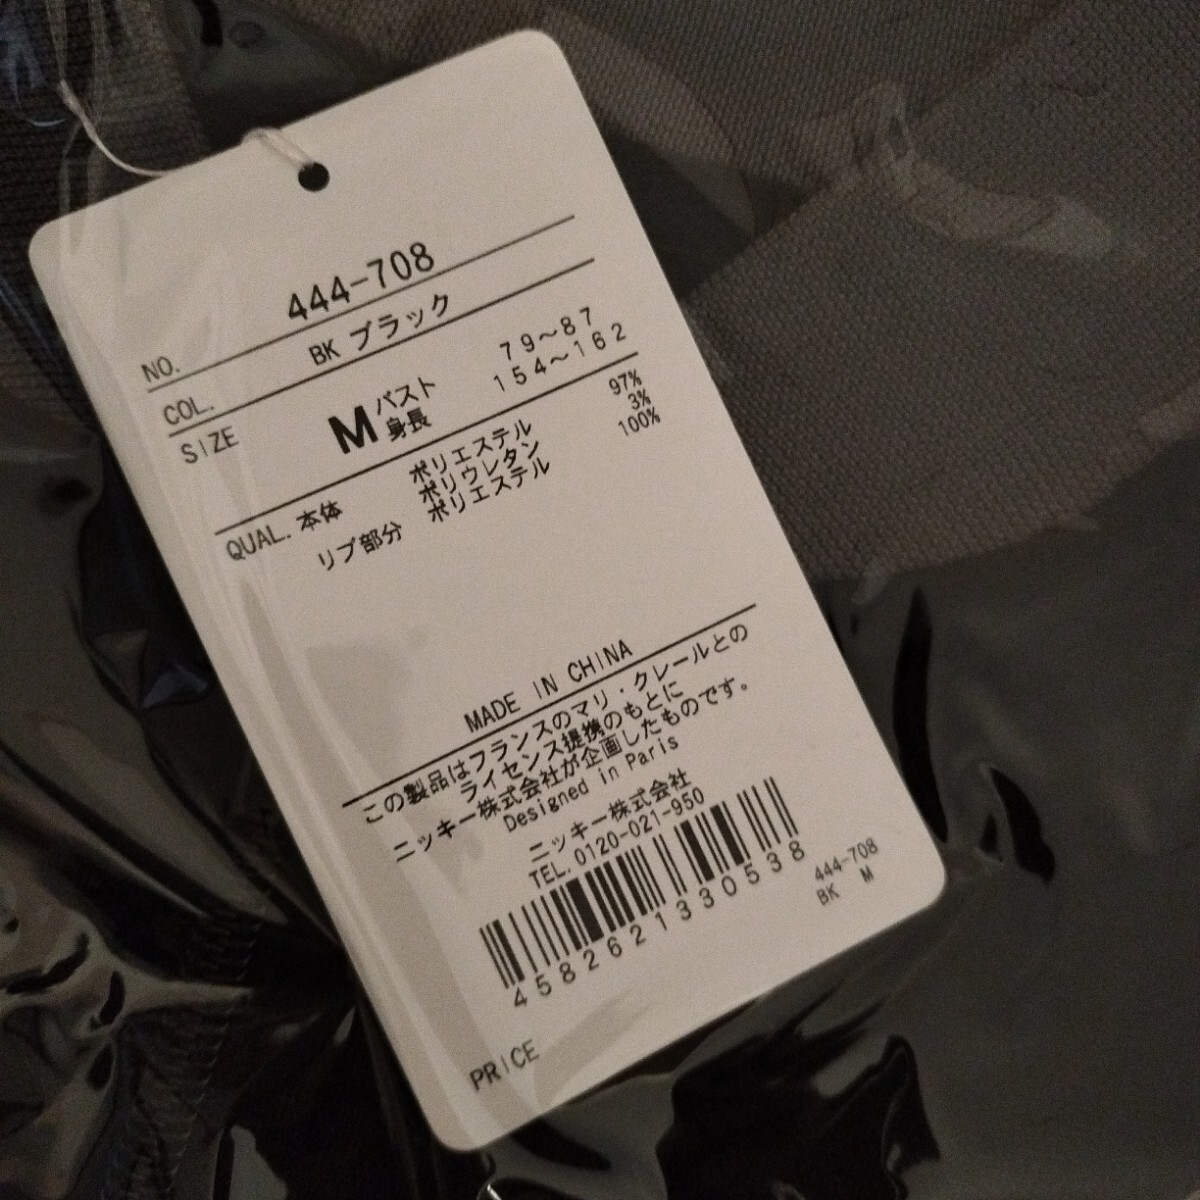 NO. 444-708
COL. BK ブラック
SIZE M バスト 79～87
身長 154～162
QUAL. 本体 ポリエステル 97%
ポリウレタン 3%
リブ部分 ポリエステル 100%
MADE IN CHINA
この製品はフランスのマリ・クレールとの
ライセンス提携のもとに
ニッキー株式会社が企画したものです。
Designed in Paris
ニッキー株式会社
TEL. 0120-021-950
4582621330538
444-708
BK M
PRICE